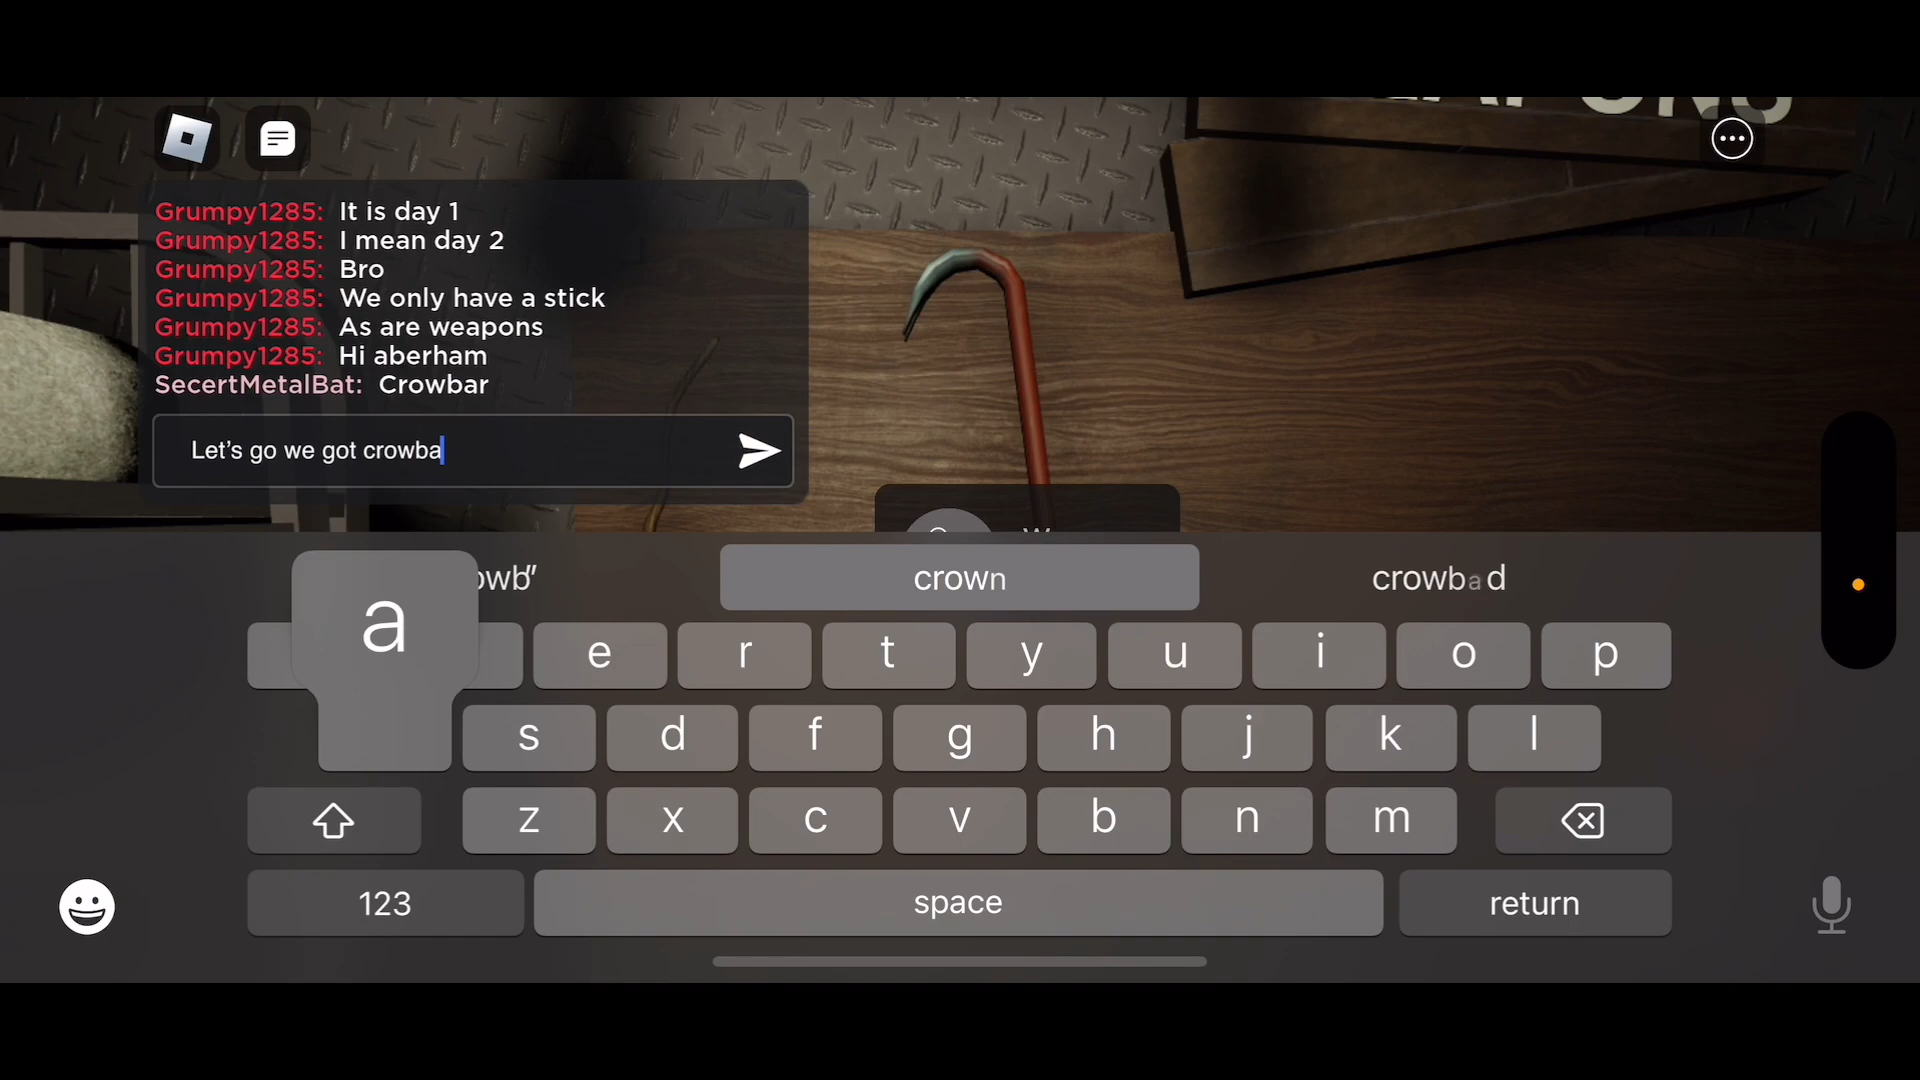 Grumpy1285: It is day 1
Grumpy1285: I mean day 2
Grumpy1285: Bro
Grumpy1285: We only have a stick
Grumpy1285: As are weapons
Grumpy1285: Hi aberham
SecertMetalBat: Crowbar
Let’s go we got crowba
crown
crowbad
a
e r t y u i o p
s d f g h j k l
z x c v b n m
123 space return